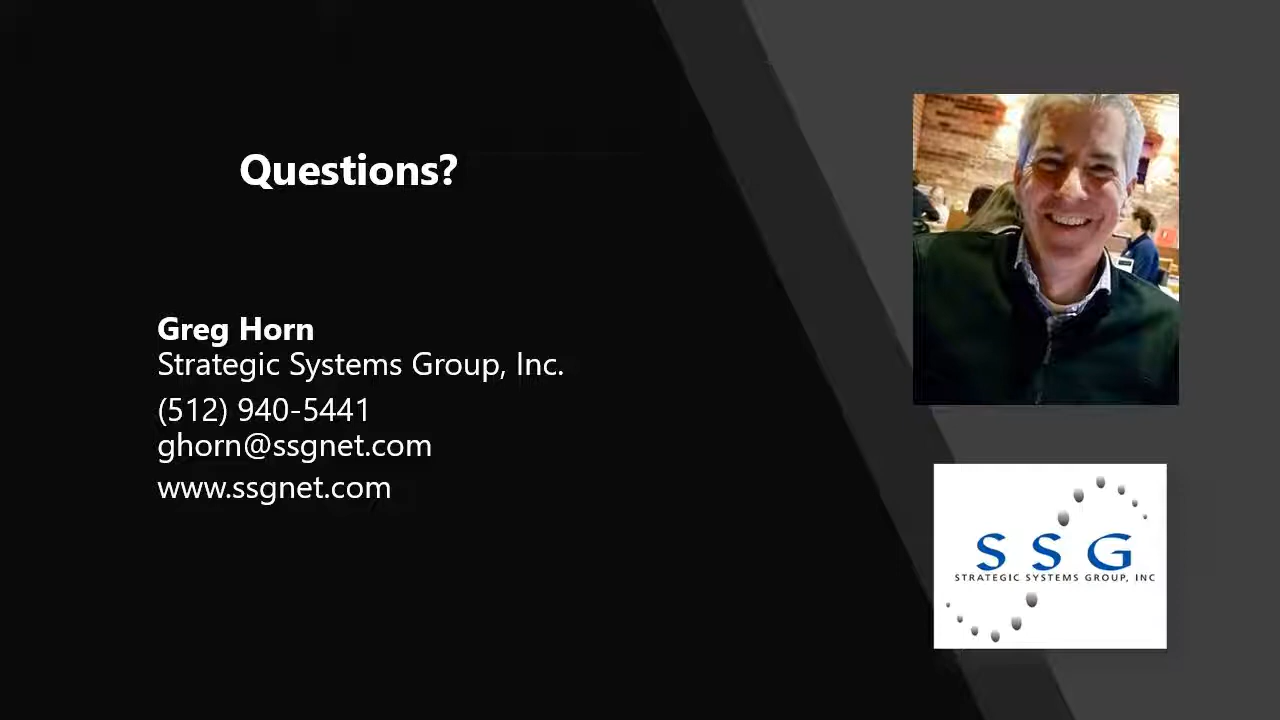 Questions?
Greg Horn
Strategic Systems Group, Inc.
(512) 940-5441
ghorn@ssgnet.com
www.ssgnet.com
S S G
STRATEGIC SYSTEMS GROUP, INC